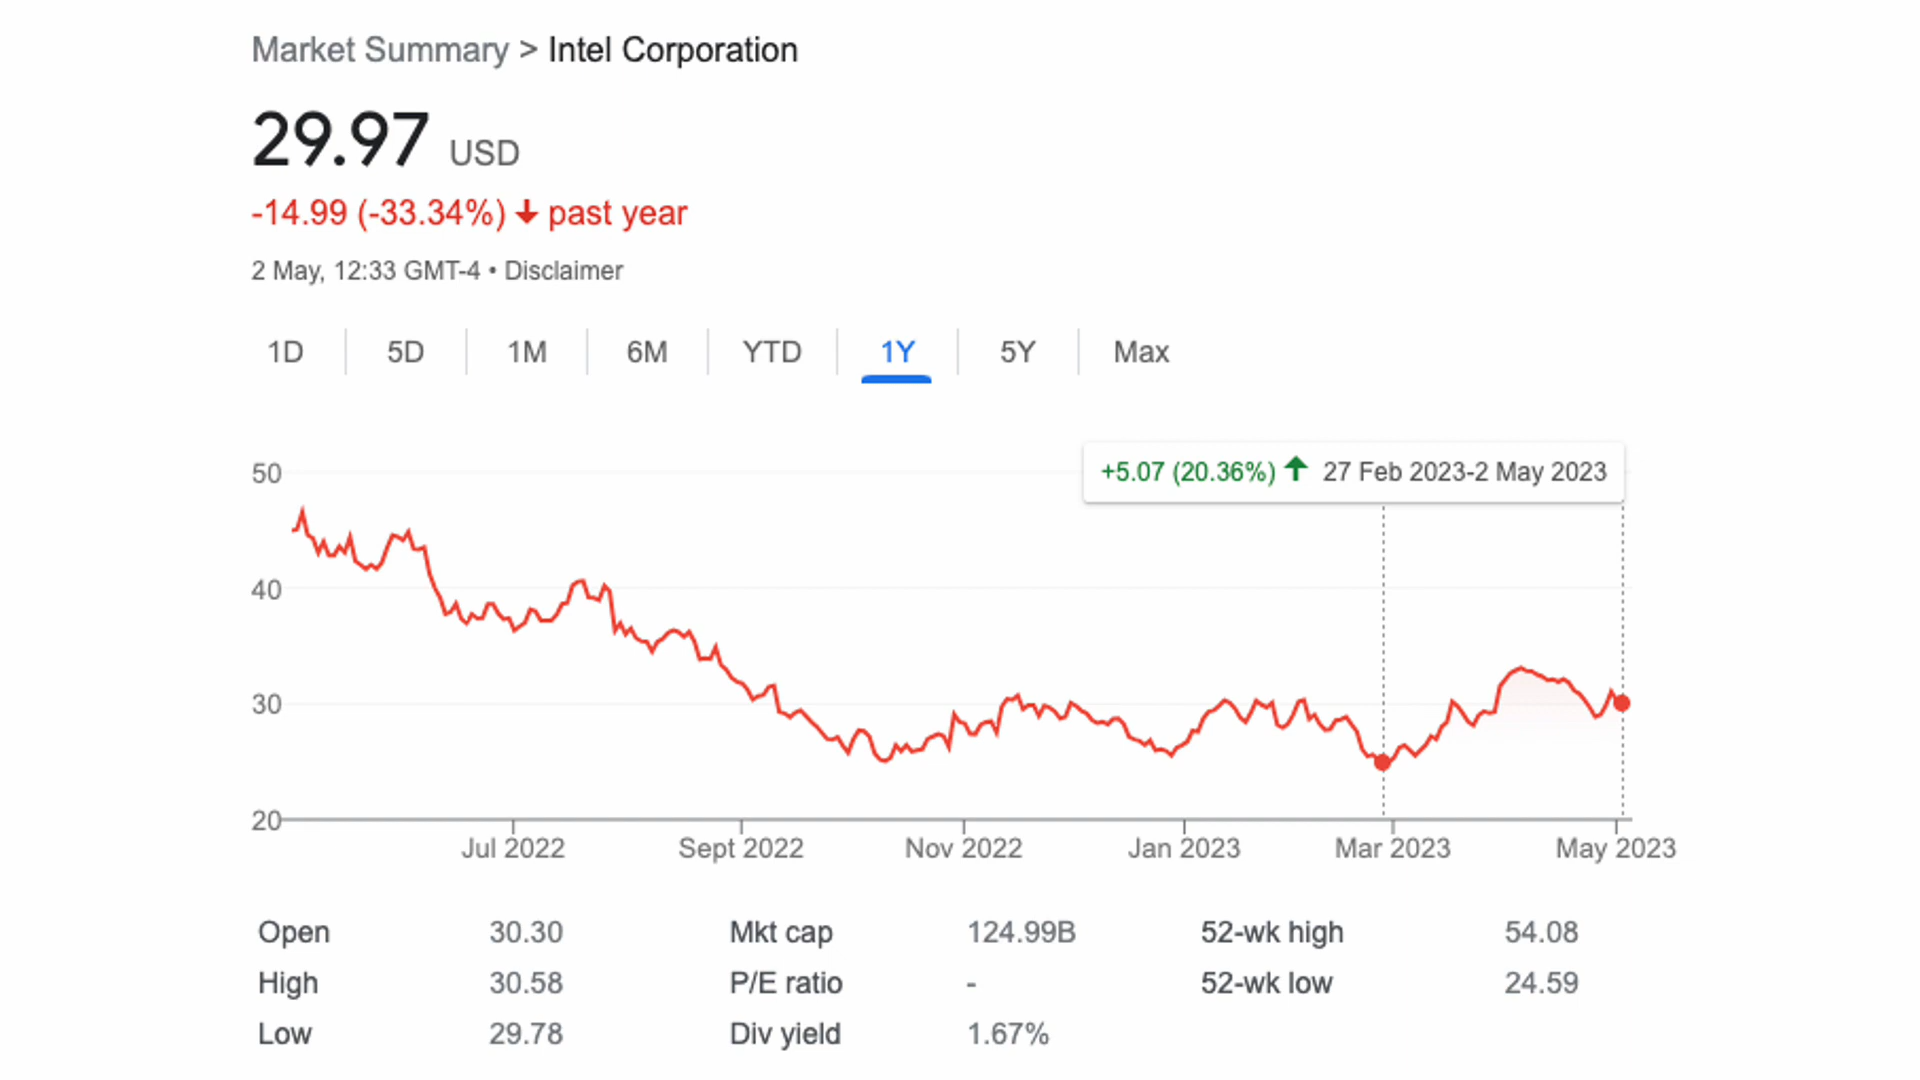 Market Summary > Intel Corporation
29.97 USD
-14.99 (-33.34%) ↓ past year
2 May, 12:33 GMT-4 • Disclaimer
1D 5D 1M 6M YTD 1Y 5Y Max
+5.07 (20.36%) ↑ 27 Feb 2023-2 May 2023
50
40
30
20
Jul 2022 Sept 2022 Nov 2022 Jan 2023 Mar 2023 May 2023
Open 30.30 Mkt cap 124.99B 52-wk high 54.08
High 30.58 P/E ratio - 52-wk low 24.59
Low 29.78 Div yield 1.67%